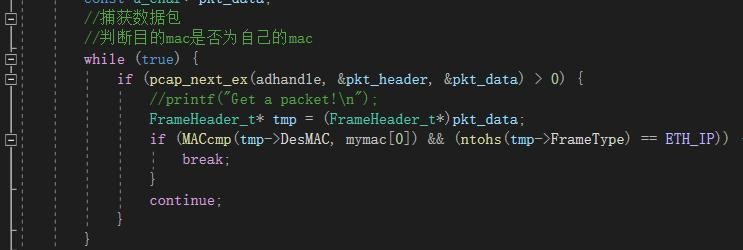 const u_char* pkt_data;
//捕获数据包
//判断目的mac是否为自己的mac
while (true) {
if (pcap_next_ex(adhandle, &pkt_header, &pkt_data) > 0) {
//printf("Get a packet!\n");
FrameHeader_t* tmp = (FrameHeader_t*)pkt_data;
if (MACcmp(tmp->DesMAC, mymac[0]) && (ntohs(tmp->FrameType) == ETH_IP))
break;
}
continue;
}
}